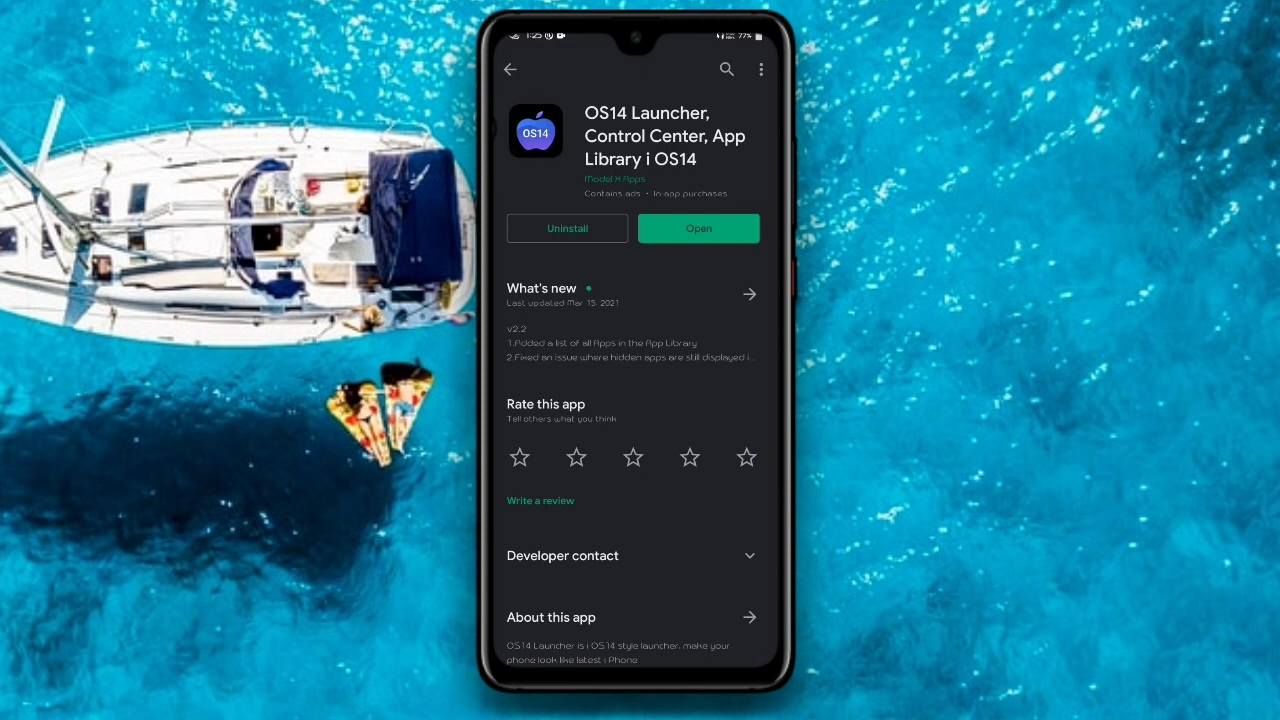 1:25
77%
OS14
OS14 Launcher,
Control Center, App
Library i OS14
Model X Apps
Contains ads • In-app purchases
Uninstall
Open
What's new
Last updated Mar 15, 2021
v2.2
1.Added a list of all Apps in the App Library
2.Fixed an issue where hidden apps are still displayed i...
Rate this app
Tell others what you think
Write a review
Developer contact
About this app
OS14 Launcher is i OS14 style launcher, make your
phone look like latest i Phone